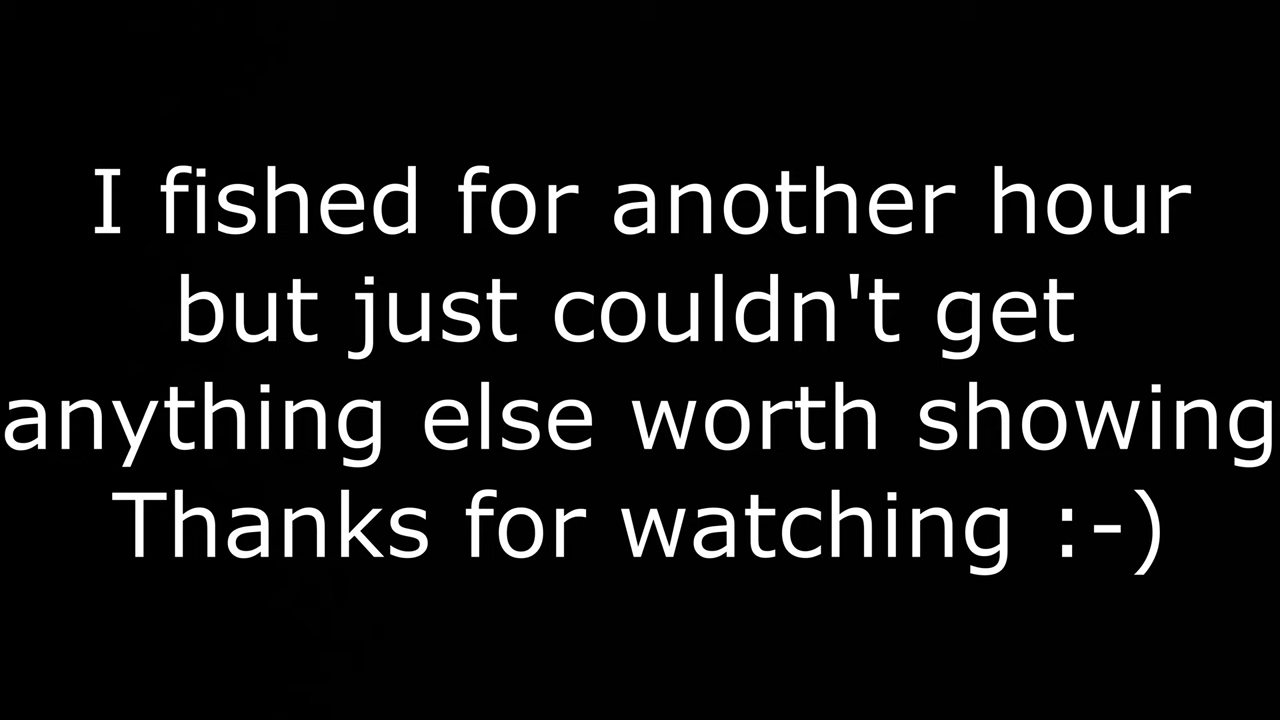 I fished for another hour
but just couldn't get
anything else worth showing
Thanks for watching :-)